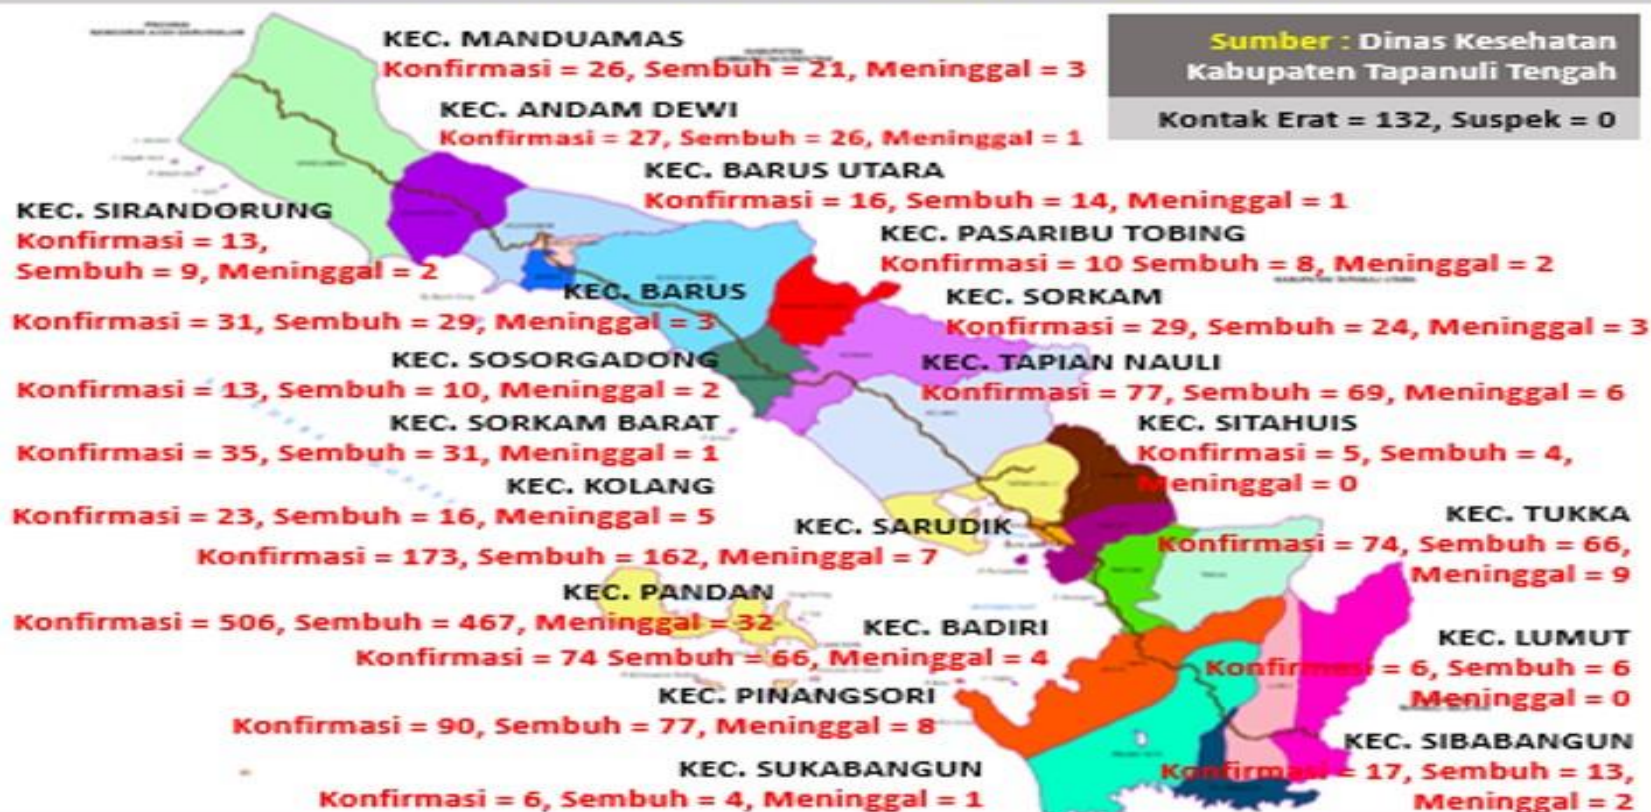 KEC. MANDUAMAS
Konfirmasi = 26, Sembuh = 21, Meninggal = 3
Sumber : Dinas Kesehatan
Kabupaten Tapanuli Tengah
Kontak Erat = 132, Suspek = 0
KEC. ANDAM DEWI
Konfirmasi = 27, Sembuh = 26, Meninggal = 1
KEC. BARUS UTARA
Konfirmasi = 16, Sembuh = 14, Meninggal = 1
KEC. SIRANDORUNG
Konfirmasi = 13,
Sembuh = 9, Meninggal = 2
KEC. PASARIBU TOBING
Konfirmasi = 10 Sembuh = 8, Meninggal = 2
KEC. BARUS
Konfirmasi = 31, Sembuh = 29, Meninggal = 3
KEC. SORKAM
Konfirmasi = 29, Sembuh = 24, Meninggal = 3
KEC. SOSORGADONG
Konfirmasi = 13, Sembuh = 10, Meninggal = 2
KEC. TAPIAN NAULI
Konfirmasi = 77, Sembuh = 69, Meninggal = 6
KEC. SORKAM BARAT
Konfirmasi = 35, Sembuh = 31, Meninggal = 1
KEC. SITAHUIS
Konfirmasi = 5, Sembuh = 4,
Meninggal = 0
KEC. KOLANG
Konfirmasi = 23, Sembuh = 16, Meninggal = 5
KEC. SARUDIK
Konfirmasi = 173, Sembuh = 162, Meninggal = 7
KEC. TUKKA
Konfirmasi = 74, Sembuh = 66,
Meninggal = 9
KEC. PANDAN
Konfirmasi = 506, Sembuh = 467, Meninggal = 32
KEC. BADIRI
Konfirmasi = 74 Sembuh = 66, Meninggal = 4
KEC. LUMUT
Konfirmasi = 6, Sembuh = 6
Meninggal = 0
KEC. PINANGSORI
Konfirmasi = 90, Sembuh = 77, Meninggal = 8
KEC. SIBABANGUN
Konfirmasi = 17, Sembuh = 13,
Meninggal = 2
KEC. SUKABANGUN
Konfirmasi = 6, Sembuh = 4, Meninggal = 1